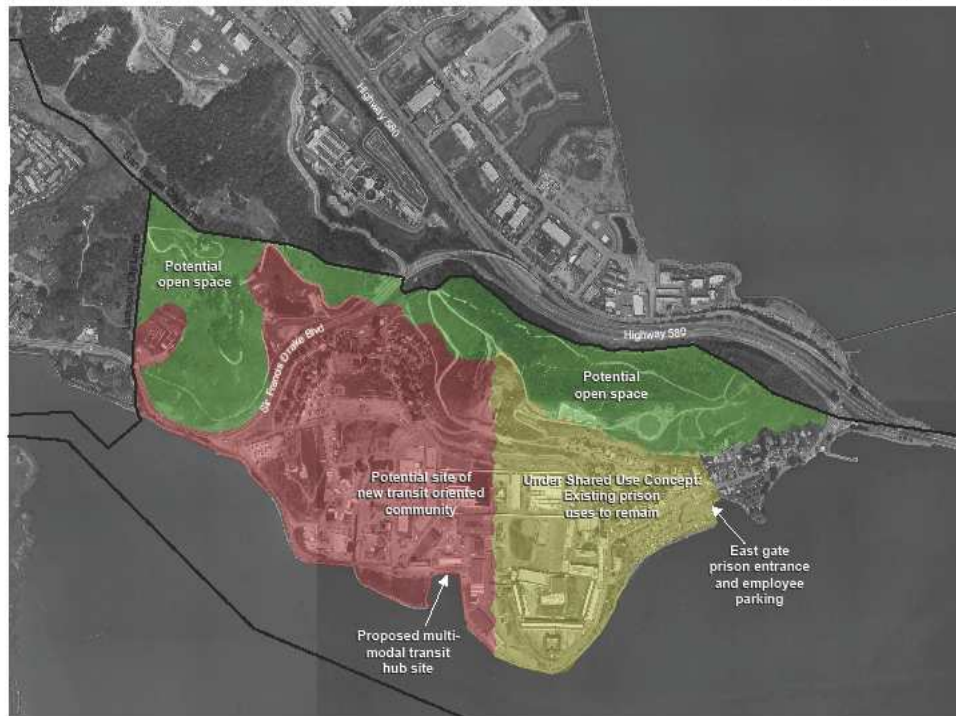 Highway 580
Potential
open space
Sir Francis Drake Blvd
Highway 580
Potential
open space
Potential site of
new transit oriented
community
Under Shared Use Concept:
Existing prison
uses to remain
East gate
prison entrance
and employee
parking
Proposed multi-
modal transit
hub site